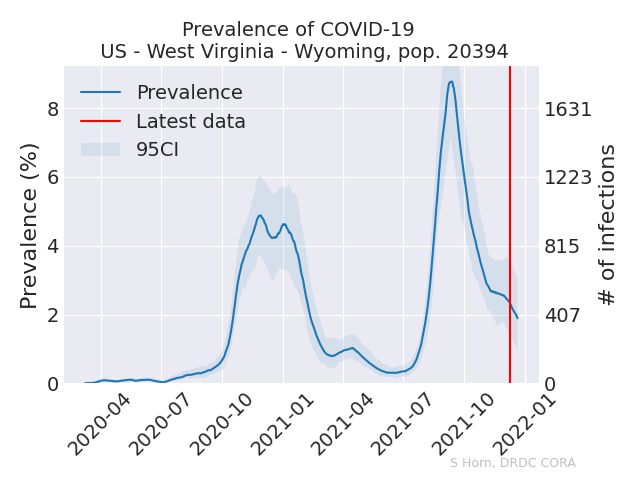 Prevalence of COVID-19
US - West Virginia - Wyoming, pop. 20394
Prevalence
Latest data
95CI
Prevalence (%)
8
6
4
2
0
# of infections
1631
1223
815
407
0
2020-04
2020-07
2020-10
2021-01
2021-04
2021-07
2021-10
2022-01
S Horn, DRDC CORA